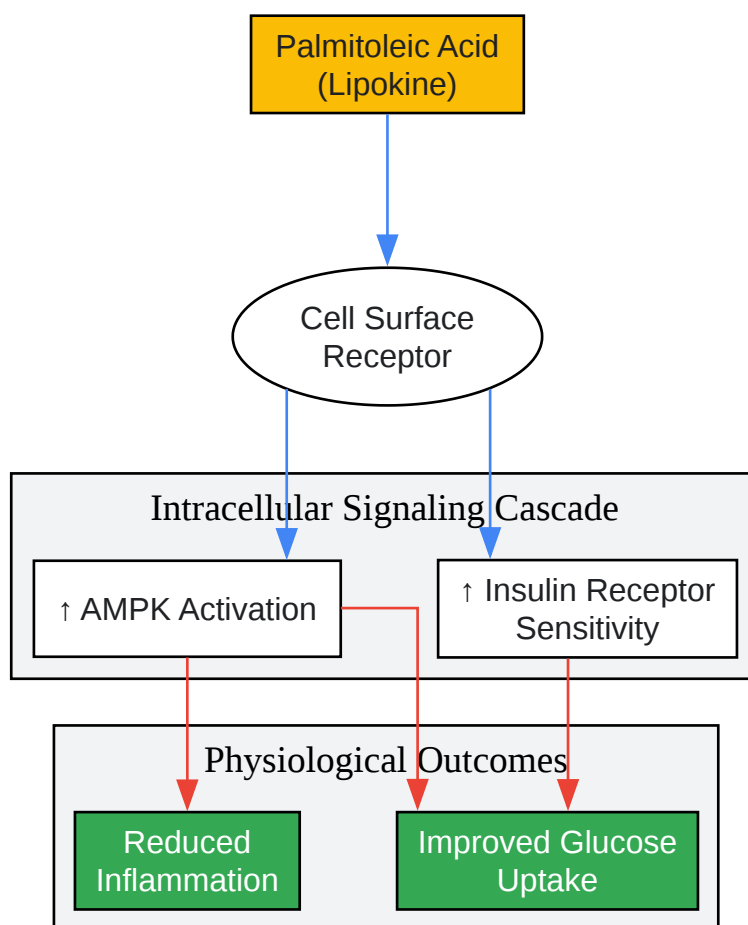 Palmitoleic Acid
(Lipokine)
Cell Surface
Receptor
Intracellular Signaling Cascade
↑ AMPK Activation
↑ Insulin Receptor
Sensitivity
Physiological Outcomes
Reduced
Inflammation
Improved Glucose
Uptake